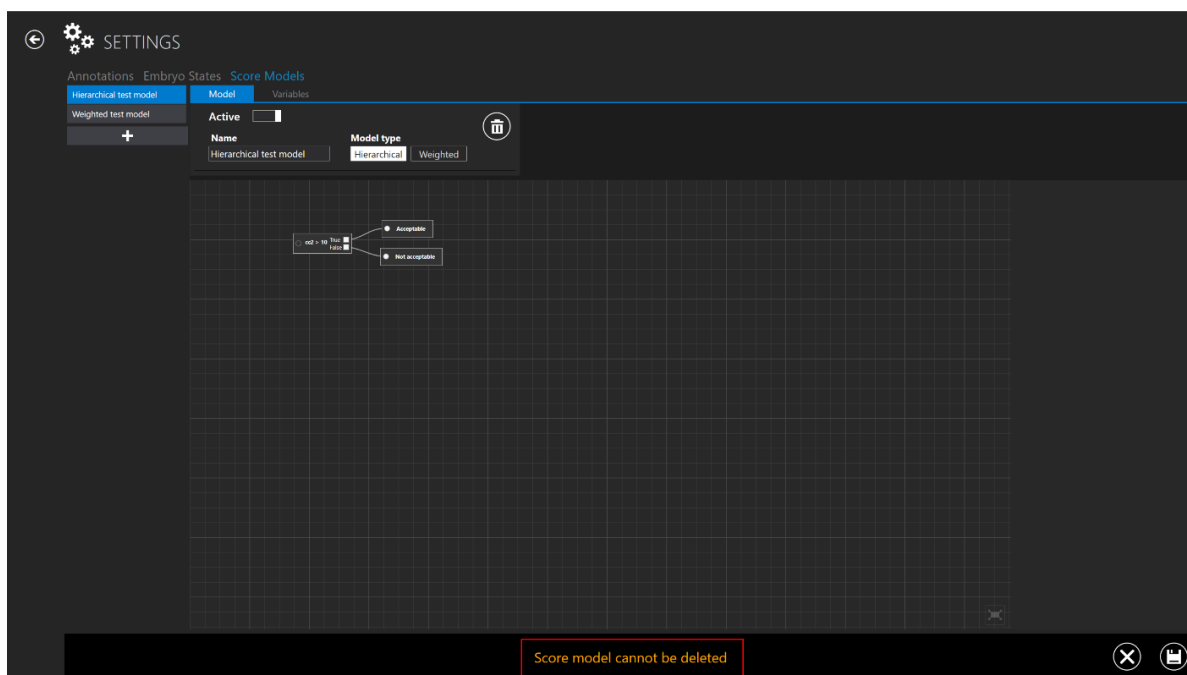 SETTINGS
Annotations Embryo States Score Models
Hierarchical test model
Weighted test model
Model Variables
Active
Name Model type
Hierarchical test model Hierarchical Weighted
Acceptable
> 10 True
False
Not acceptable
Score model cannot be deleted